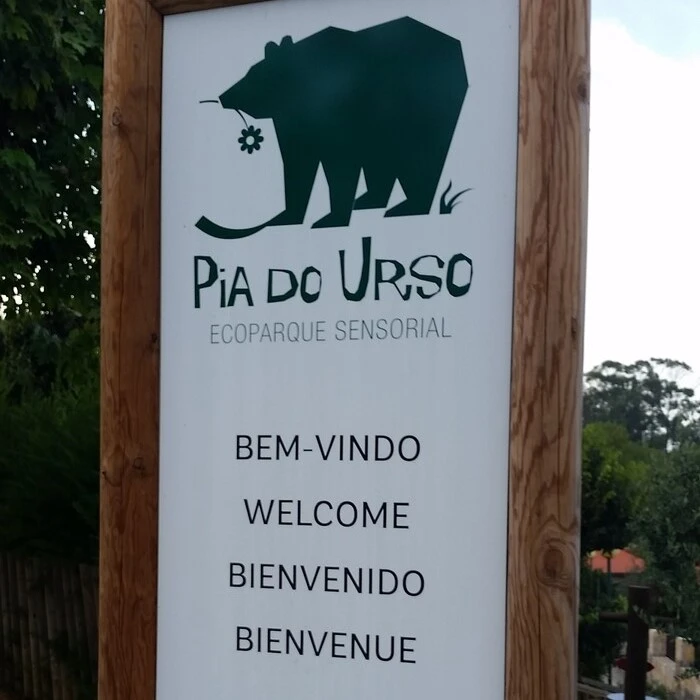 PiA DO URSO
ECOPARQUE SENSORIAL
BEM-VINDO
WELCOME
BIENVENIDO
BIENVENUE